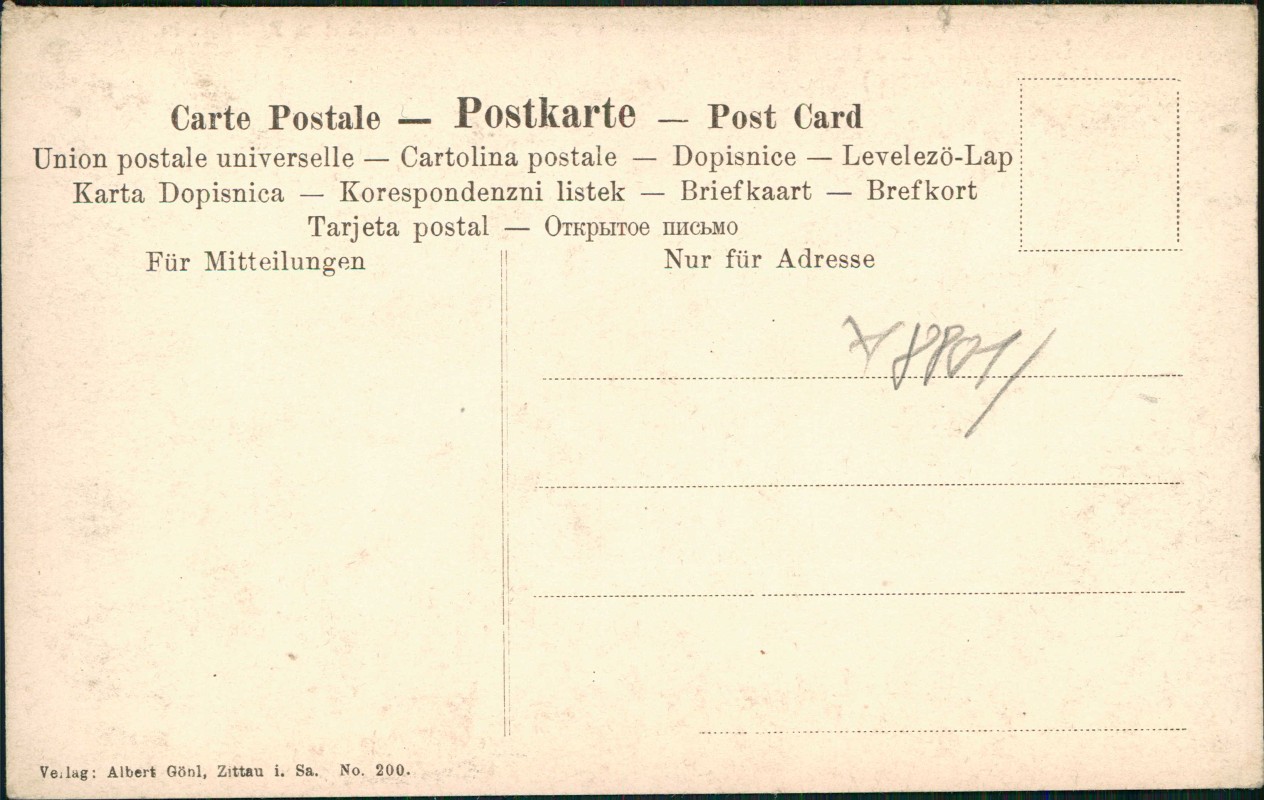 Carte Postale — Postkarte — Post Card
Union postale universelle — Cartolina postale — Dopisnice — Levelezö-Lap
Karta Dopisnica — Korespondenzni listek — Briefkaart — Brefkort
Tarjeta postal — Открытое письмо
Für Mitteilungen
Nur für Adresse
8801/
Verlag: Albert Gönl, Zittau i. Sa. No. 200.